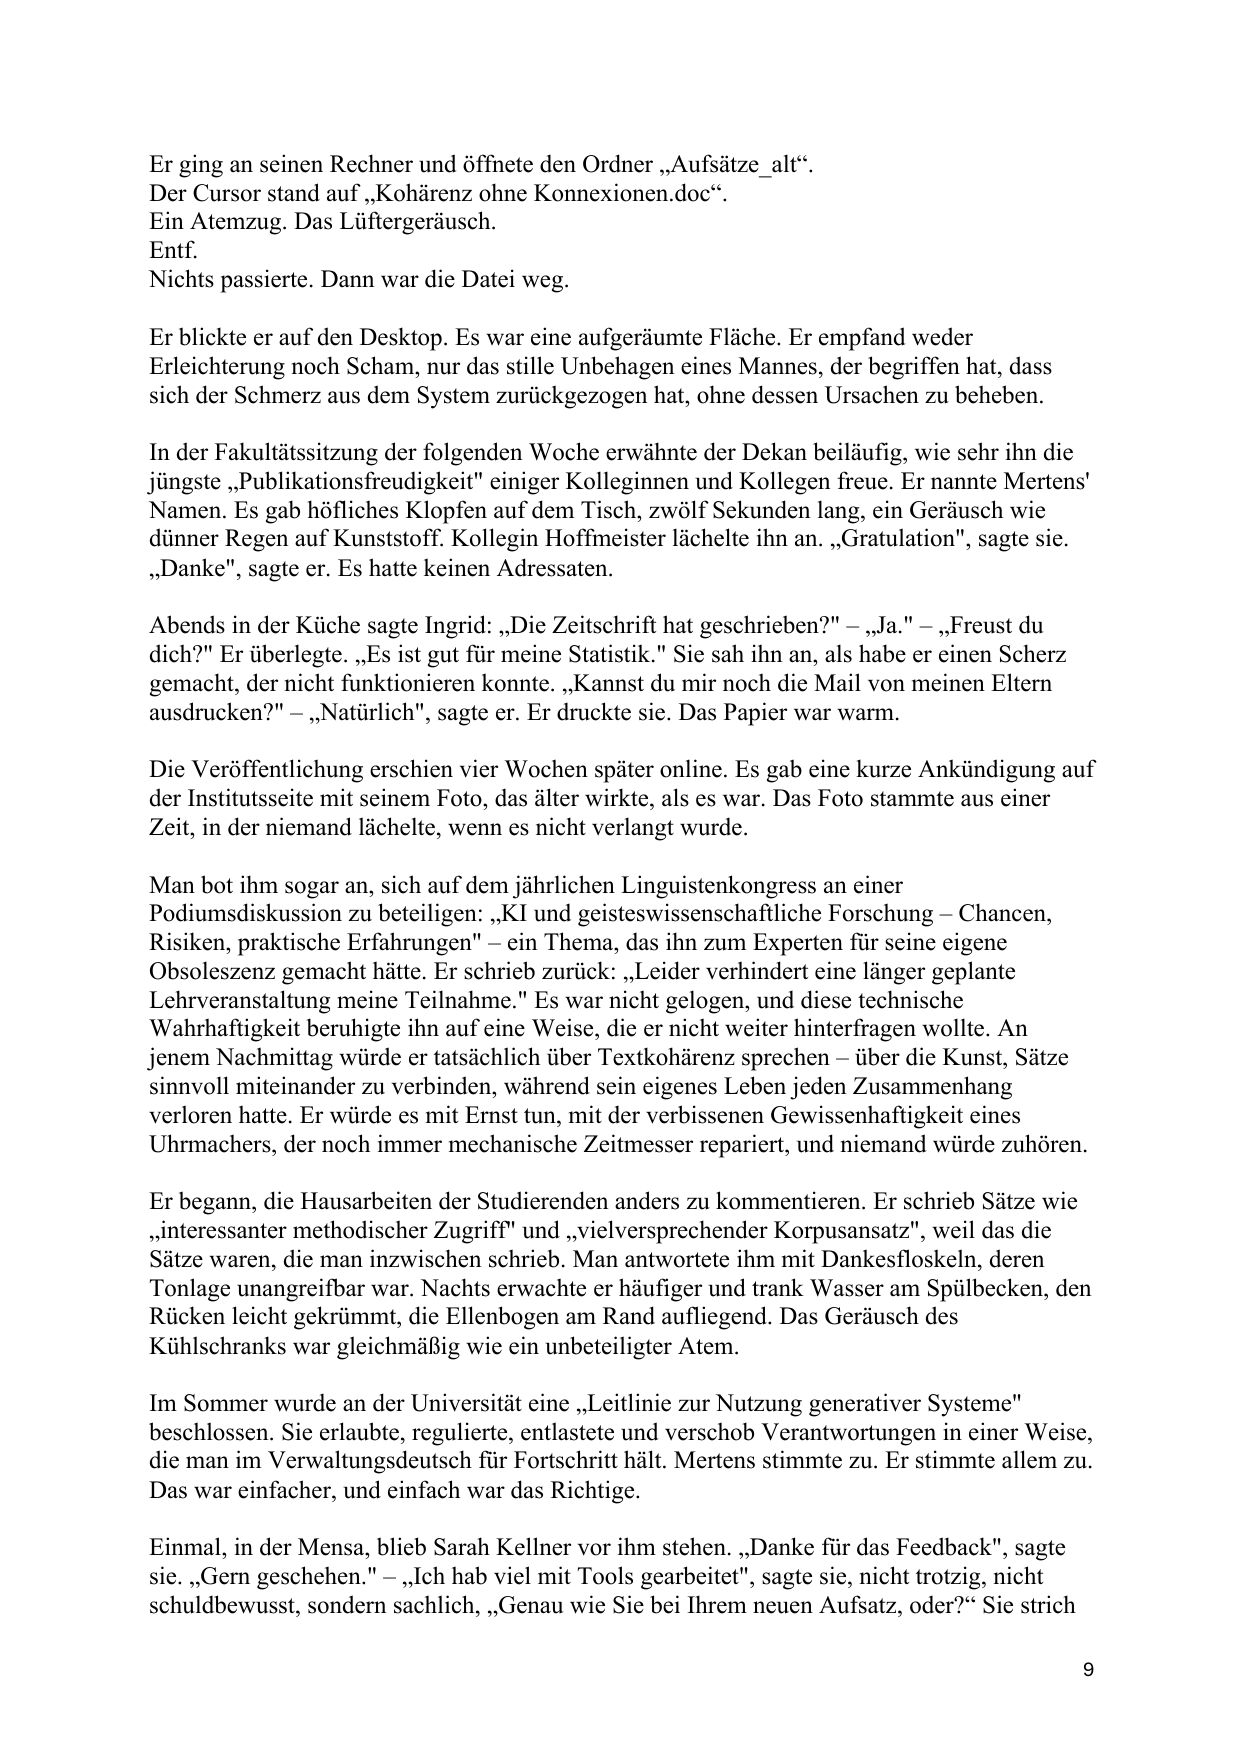 Er ging an seinen Rechner und öffnete den Ordner „Aufsätze_alt“.
Der Cursor stand auf „Kohärenz ohne Konnexionen.doc“.
Ein Atemzug. Das Lüftergeräusch.
Entf.
Nichts passierte. Dann war die Datei weg.
Er blickte er auf den Desktop. Es war eine aufgeräumte Fläche. Er empfand weder
Erleichterung noch Scham, nur das stille Unbehagen eines Mannes, der begriffen hat, dass
sich der Schmerz aus dem System zurückgezogen hat, ohne dessen Ursachen zu beheben.
In der Fakultätssitzung der folgenden Woche erwähnte der Dekan beiläufig, wie sehr ihn die
jüngste „Publikationsfreudigkeit" einiger Kolleginnen und Kollegen freue. Er nannte Mertens'
Namen. Es gab höfliches Klopfen auf dem Tisch, zwölf Sekunden lang, ein Geräusch wie
dünner Regen auf Kunststoff. Kollegin Hoffmeister lächelte ihn an. „Gratulation", sagte sie.
„Danke", sagte er. Es hatte keinen Adressaten.
Abends in der Küche sagte Ingrid: „Die Zeitschrift hat geschrieben?" – „Ja." – „Freust du
dich?" Er überlegte. „Es ist gut für meine Statistik." Sie sah ihn an, als habe er einen Scherz
gemacht, der nicht funktionieren konnte. „Kannst du mir noch die Mail von meinen Eltern
ausdrucken?" – „Natürlich", sagte er. Er druckte sie. Das Papier war warm.
Die Veröffentlichung erschien vier Wochen später online. Es gab eine kurze Ankündigung auf
der Institutsseite mit seinem Foto, das älter wirkte, als es war. Das Foto stammte aus einer
Zeit, in der niemand lächelte, wenn es nicht verlangt wurde.
Man bot ihm sogar an, sich auf dem jährlichen Linguistenkongress an einer
Podiumsdiskussion zu beteiligen: „KI und geisteswissenschaftliche Forschung – Chancen,
Risiken, praktische Erfahrungen" – ein Thema, das ihn zum Experten für seine eigene
Obsoleszenz gemacht hätte. Er schrieb zurück: „Leider verhindert eine länger geplante
Lehrveranstaltung meine Teilnahme." Es war nicht gelogen, und diese technische
Wahrhaftigkeit beruhigte ihn auf eine Weise, die er nicht weiter hinterfragen wollte. An
jenem Nachmittag würde er tatsächlich über Textkohärenz sprechen – über die Kunst, Sätze
sinnvoll miteinander zu verbinden, während sein eigenes Leben jeden Zusammenhang
verloren hatte. Er würde es mit Ernst tun, mit der verbissenen Gewissenhaftigkeit eines
Uhrmachers, der noch immer mechanische Zeitmesser repariert, und niemand würde zuhören.
Er begann, die Hausarbeiten der Studierenden anders zu kommentieren. Er schrieb Sätze wie
„interessanter methodischer Zugriff" und „vielversprechender Korpusansatz", weil das die
Sätze waren, die man inzwischen schrieb. Man antwortete ihm mit Dankesfloskeln, deren
Tonlage unangreifbar war. Nachts erwachte er häufiger und trank Wasser am Spülbecken, den
Rücken leicht gekrümmt, die Ellenbogen am Rand aufliegend. Das Geräusch des
Kühlschranks war gleichmäßig wie ein unbeteiligter Atem.
Im Sommer wurde an der Universität eine „Leitlinie zur Nutzung generativer Systeme"
beschlossen. Sie erlaubte, regulierte, entlastete und verschob Verantwortungen in einer Weise,
die man im Verwaltungsdeutsch für Fortschritt hält. Mertens stimmte zu. Er stimmte allem zu.
Das war einfacher, und einfach war das Richtige.
Einmal, in der Mensa, blieb Sarah Kellner vor ihm stehen. „Danke für das Feedback", sagte
sie. „Gern geschehen." – „Ich hab viel mit Tools gearbeitet", sagte sie, nicht trotzig, nicht
schuldbewusst, sondern sachlich, „Genau wie Sie bei Ihrem neuen Aufsatz, oder?“ Sie strich
9